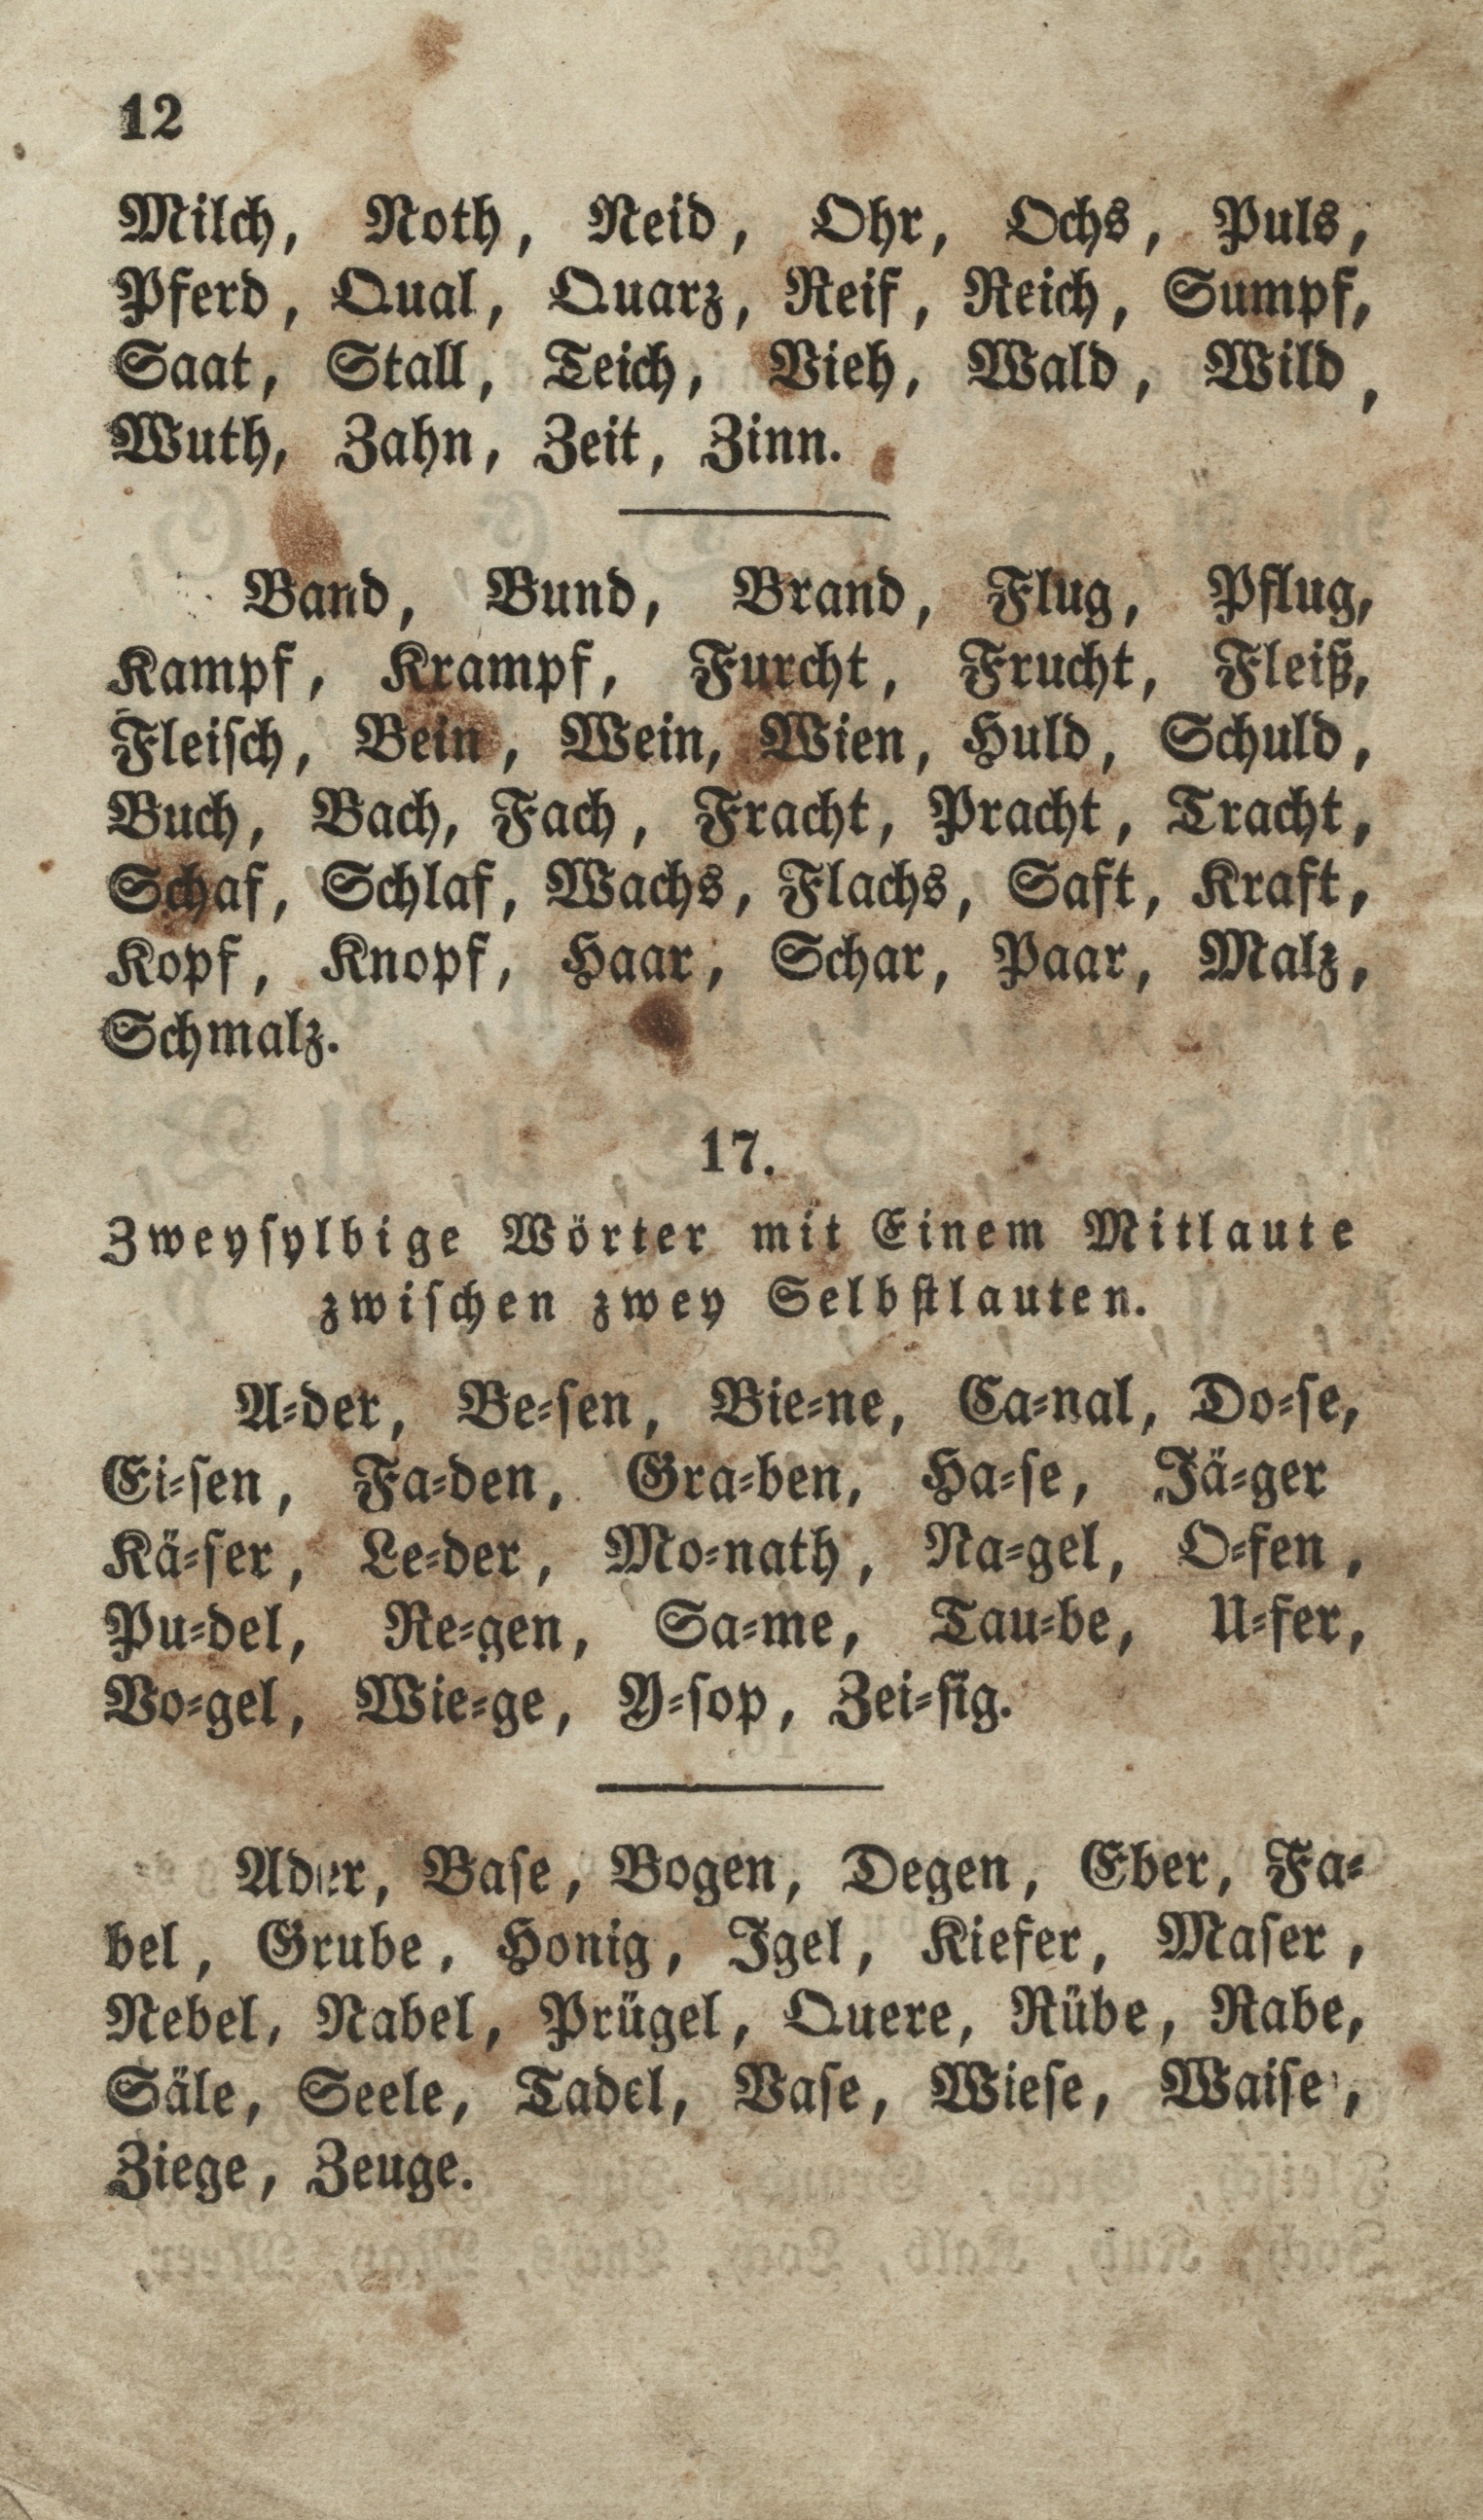 12
Milch, Noth, Neid, Ohr, Ochs, Puls,
Pferd, Qual, Quarz, Reif, Reich, Sumpf,
Saat, Stall, Teich, Vieh, Wald, Wild,
Wuth, Zahn, Zeit, Zinn.
Band, Bund, Brand, Flug, Pflug,
Kampf, Krampf, Furcht, Frucht, Fleiß,
Fleiſch, Bein, Wein, Wien, Huld, Schuld,
Buch, Bach, Fach, Fracht, Pracht, Tracht,
Schaf, Schlaf, Wachs, Flachs, Saft, Kraft,
Kopf, Knopf, Haar, Schar, Paar, Malz,
Schmalz.
17.
Zweyſylbige Wörter mit Einem Mitlaute
zwiſchen zwey Selbſtlauten.
A-der, Be-ſen, Bie-ne, Ca-nal, Do-ſe,
Ei-ſen, Fa-den, Gra-ben, Ha-ſe, Jä-ger
Kä-fer, Le-der, Mo-nath, Na-gel, O-fen,
Pu-del, Re-gen, Sa-me, Tau-be, U-fer,
Vo-gel, Wie-ge, Y-ſop, Zei-ſig.
Ader, Baſe, Bogen, Degen, Eber, Fa-
bel, Grube, Honig, Igel, Kiefer, Maſer,
Nebel, Nabel, Prügel, Quere, Rübe, Rabe,
Säle, Seele, Tadel, Vaſe, Wieſe, Waiſe,
Ziege, Zeuge.